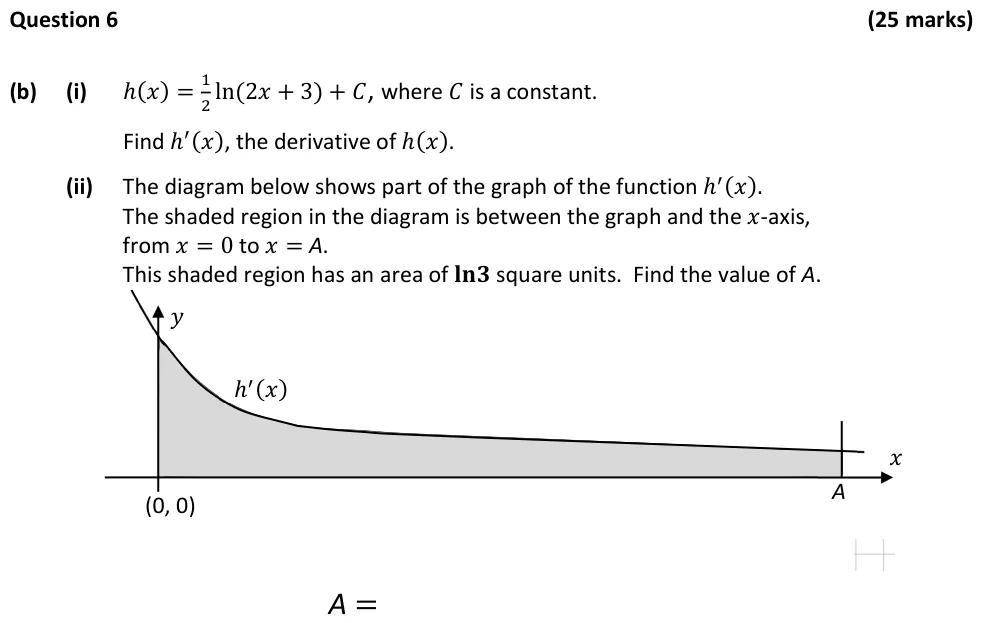 Question 6 (25 marks)
(b) (i) h(x) = \frac{1}{2}ln(2x + 3) + C, where C is a constant.
Find h′(x), the derivative of h(x).
(ii) The diagram below shows part of the graph of the function h′(x).
The shaded region in the diagram is between the graph and the x-axis,
from x = 0 to x = A.
This shaded region has an area of ln3 square units. Find the value of A.
y
h′(x)
x
A
(0, 0)
A =